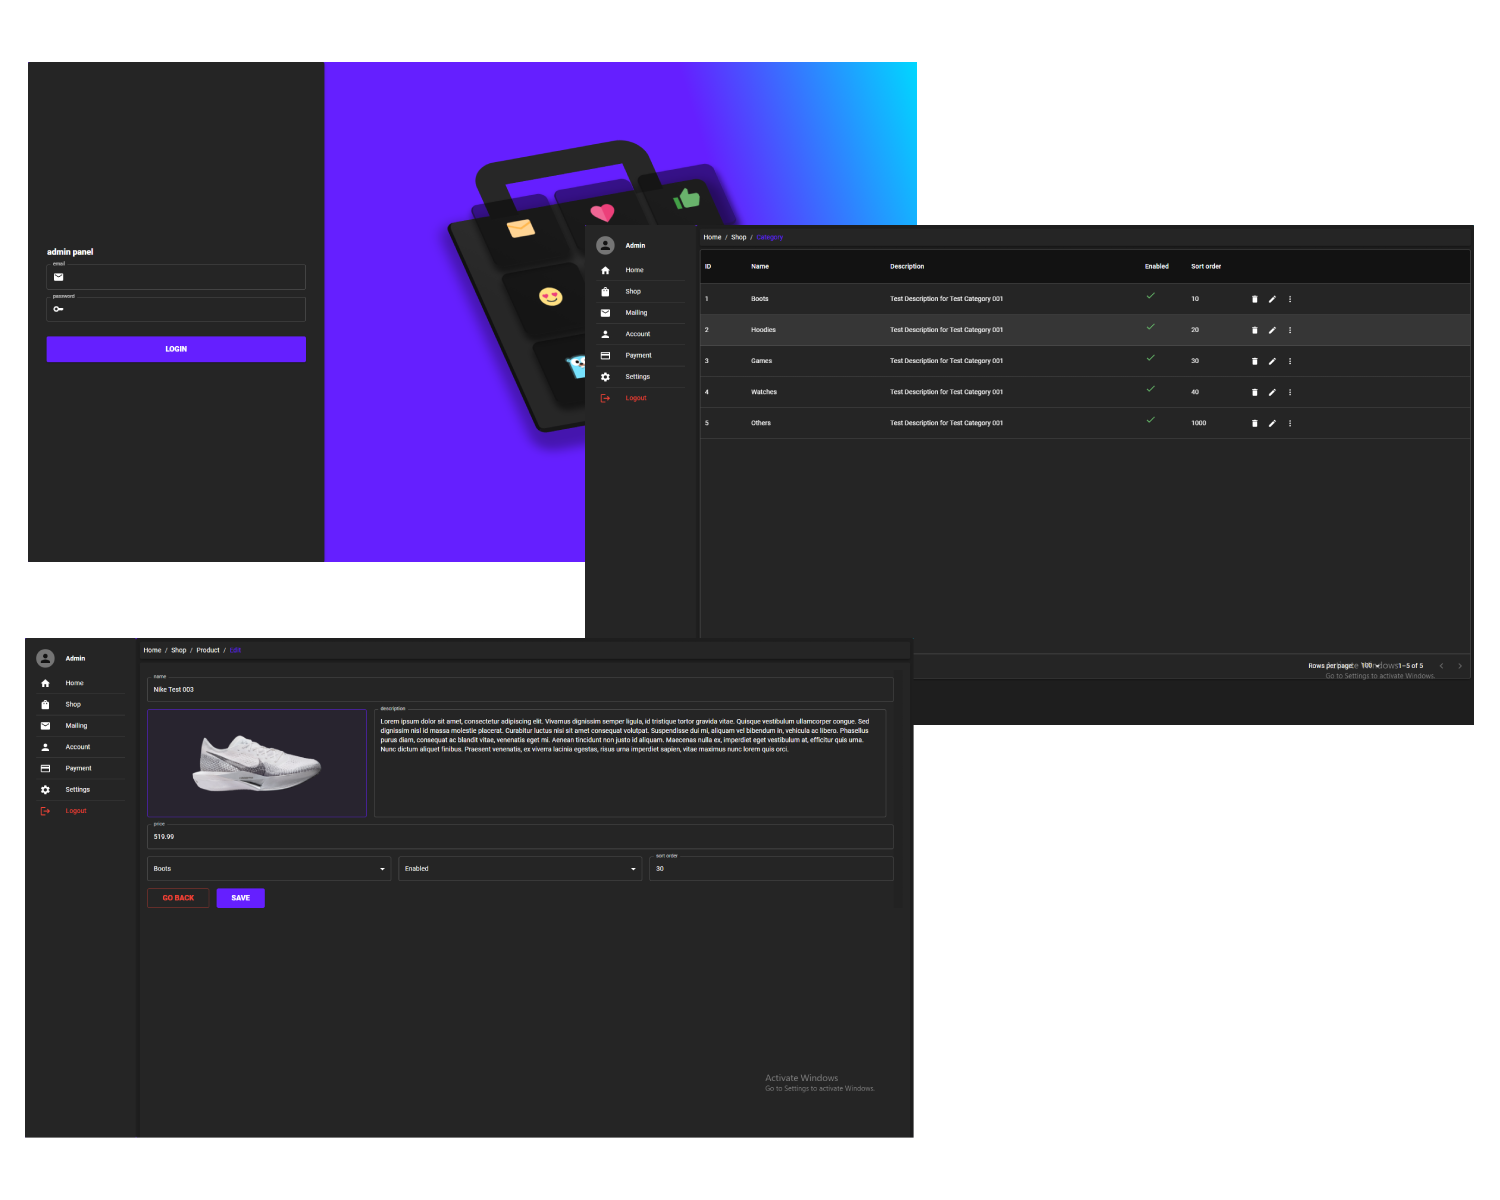 admin panel
email
password
LOGIN
Admin
Home
Shop
Mailing
Account
Payment
Settings
Logout
Home / Shop / Category
ID Name Description Enabled Sort order
1 Boots Test Description for Test Category 001 10
2 Hoodies Test Description for Test Category 001 20
3 Games Test Description for Test Category 001 30
4 Watches Test Description for Test Category 001 40
5 Others Test Description for Test Category 001 1000
Rows per page: 100 1–5 of 5
Activate Windows
Go to Settings to activate Windows.
Admin
Home
Shop
Mailing
Account
Payment
Settings
Logout
Home / Shop / Product / Edit
name
Nike Test 003
description
Lorem ipsum dolor sit amet, consectetur adipiscing elit. Vivamus dignissim semper ligula, id tristique tortor gravida vitae. Quisque vestibulum ullamcorper congue. Sed
dignissim nisl id massa molestie placerat. Curabitur luctus nisi sit amet consequat volutpat. Suspendisse dui mi, aliquam vel bibendum in, vehicula ac libero. Phasellus
purus diam, consequat ac blandit vitae, venenatis eget mi. Aenean tincidunt non justo id aliquam. Maecenas nulla ex, imperdiet eget vestibulum at, efficitur quis urna.
Nunc dictum aliquet finibus. Praesent venenatis, ex viverra lacinia egestas, risus urna imperdiet sapien, vitae maximus nunc lorem quis orci.
price
519.99
Boots
Enabled
sort order
30
GO BACK
SAVE
Activate Windows
Go to Settings to activate Windows.